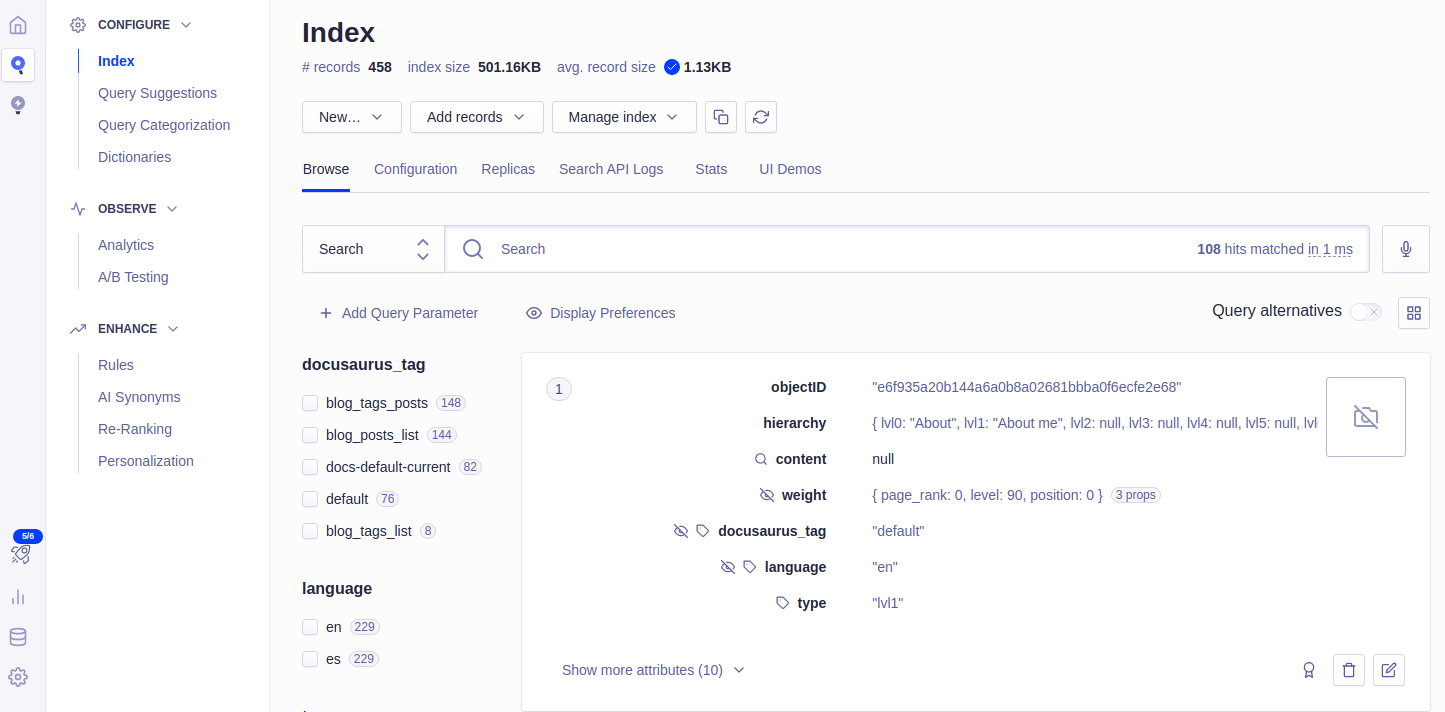 CONFIGURE
Index
Query Suggestions
Query Categorization
Dictionaries
OBSERVE
Analytics
A/B Testing
ENHANCE
Rules
AI Synonyms
Re-Ranking
Personalization
5/6
Index
# records 458 index size 501.16KB avg. record size 1.13KB
New… Add records Manage index
Browse Configuration Replicas Search API Logs Stats UI Demos
Search Search 108 hits matched in 1 ms
Add Query Parameter Display Preferences Query alternatives
docusaurus_tag
blog_tags_posts 148
blog_posts_list 144
docs-default-current 82
default 76
blog_tags_list 8
language
en 229
es 229
1
objectID "e6f935a20b144a6a0b8a02681bbba0f6ecfe2e68"
hierarchy { lvl0: "About", lvl1: "About me", lvl2: null, lvl3: null, lvl4: null, lvl5: null, lvl
content null
weight { page_rank: 0, level: 90, position: 0 } 3 props
docusaurus_tag "default"
language "en"
type "lvl1"
Show more attributes (10)